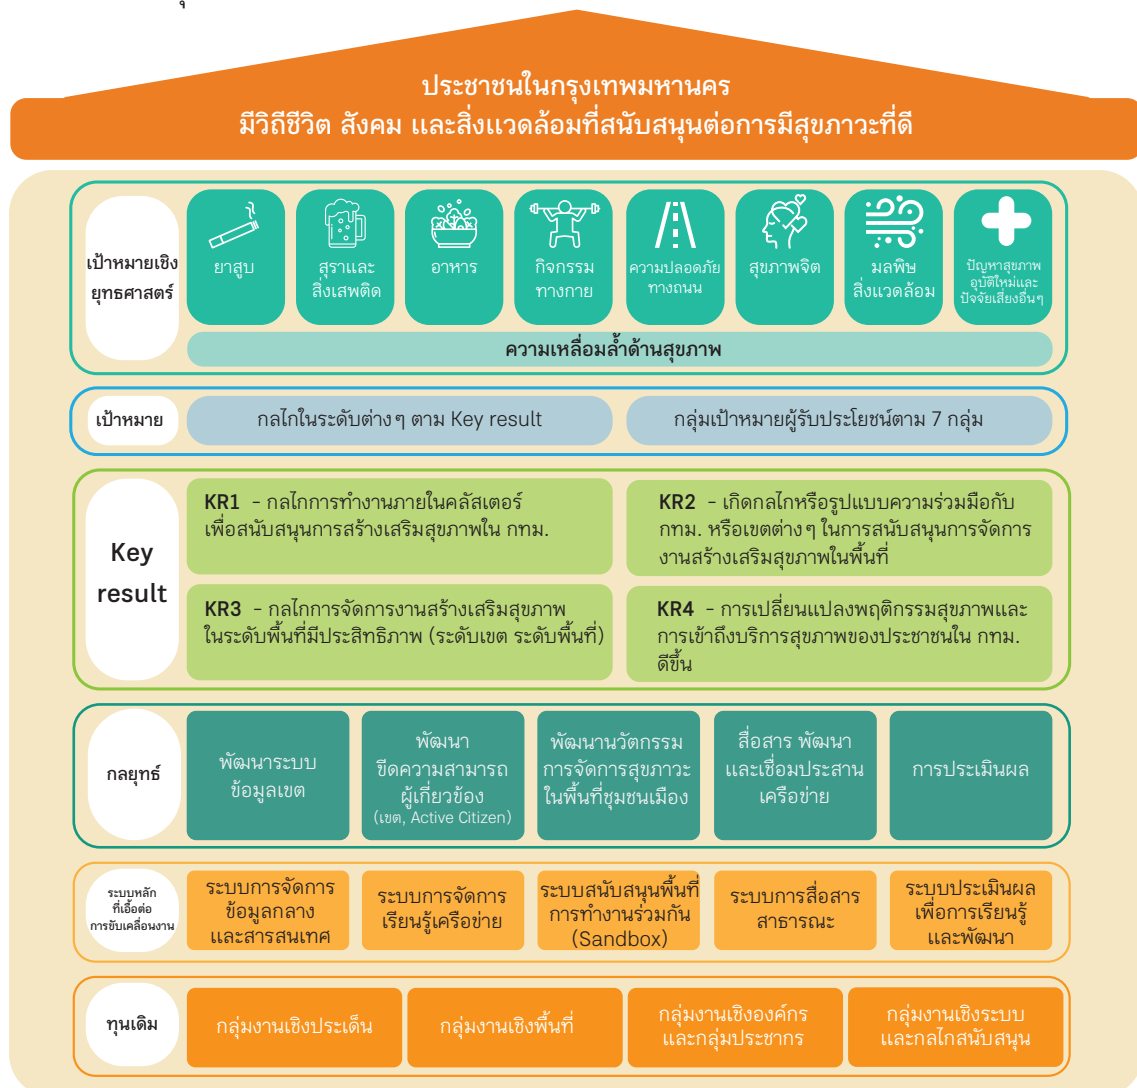 ประชาชนในกรุงเทพมหานคร
มีวิถีชีวิต สังคม และสิ่งแวดล้อมที่สนับสนุนต่อการมีสุขภาวะที่ดี
เป้าหมายเชิง
ยุทธศาสตร์
ยาสูบ
สุราและ
สิ่งเสพติด
อาหาร
กิจกรรม
ทางกาย
ความปลอดภัย
ทางถนน
สุขภาพจิต
มลพิษ
สิ่งแวดล้อม
ปัญหาสุขภาพ
อุบัติใหม่และ
ปัจจัยเสี่ยงอื่นๆ
ความเหลื่อมล้ำด้านสุขภาพ
เป้าหมาย
กลไกในระดับต่างๆ ตาม Key result
กลุ่มเป้าหมายผู้รับประโยชน์ตาม 7 กลุ่ม
Key
result
KR1 - กลไกการทำงานภายในคลัสเตอร์
เพื่อสนับสนุนการสร้างเสริมสุขภาพใน กทม.
KR2 - เกิดกลไกหรือรูปแบบความร่วมมือกับ
กทม. หรือเขตต่างๆ ในการสนับสนุนการจัดการ
งานสร้างเสริมสุขภาพในพื้นที่
KR3 - กลไกการจัดการงานสร้างเสริมสุขภาพ
ในระดับพื้นที่มีประสิทธิภาพ (ระดับเขต ระดับพื้นที่)
KR4 - การเปลี่ยนแปลงพฤติกรรมสุขภาพและ
การเข้าถึงบริการสุขภาพของประชาชนใน กทม.
ดีขึ้น
กลยุทธ์
พัฒนาระบบ
ข้อมูลเขต
พัฒนา
ขีดความสามารถ
ผู้เกี่ยวข้อง
(เขต, Active Citizen)
พัฒนานวัตกรรม
การจัดการสุขภาวะ
ในพื้นที่ชุมชนเมือง
สื่อสาร พัฒนา
และเชื่อมประสาน
เครือข่าย
การประเมินผล
ระบบหลัก
ที่เอื้อต่อ
การขับเคลื่อนงาน
ระบบการจัดการ
ข้อมูลกลาง
และสารสนเทศ
ระบบการจัดการ
เรียนรู้เครือข่าย
ระบบสนับสนุนพื้นที่
การทำงานร่วมกัน
(Sandbox)
ระบบการสื่อสาร
สาธารณะ
ระบบประเมินผล
เพื่อการเรียนรู้
และพัฒนา
ทุนเดิม
กลุ่มงานเชิงประเด็น
กลุ่มงานเชิงพื้นที่
กลุ่มงานเชิงองค์กร
และกลุ่มประชากร
กลุ่มงานเชิงระบบ
และกลไกสนับสนุน